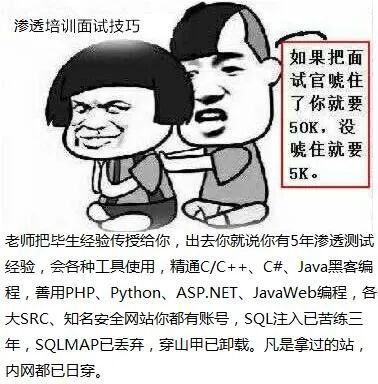 渗透培训面试技巧
如果把面
试官唬住
了你就要
50K，没
唬住就要
5K。
老师把毕生经验传授给你，出去你就说你有5年渗透测试
经验，会各种工具使用，精通C/C++、C#、Java黑客编
程，善用PHP、Python、ASP.NET、JavaWeb编程，各
大SRC、知名安全网站你都有账号，SQL注入已苦练三
年，SQLMAP已丢弃，穿山甲已卸载。凡是拿过的站，
内网都已日穿。